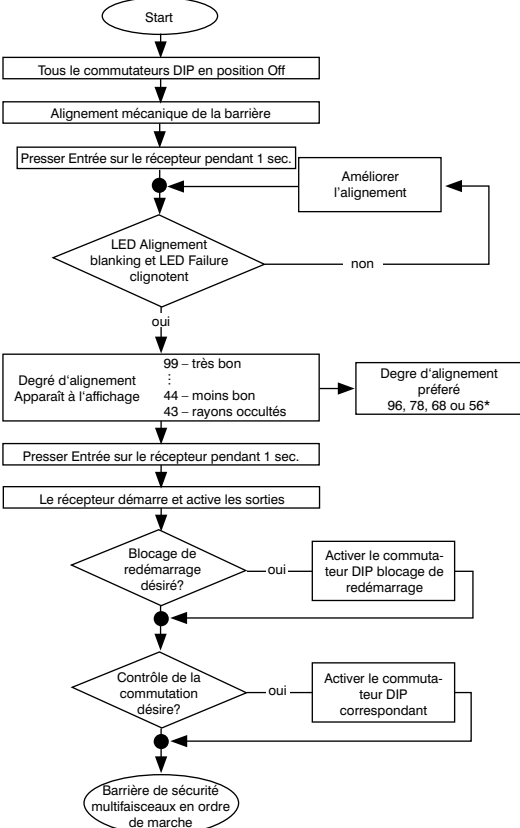 Start
Tous le commutateurs DIP en position Off
Alignement mécanique de la barrière
Presser Entrée sur le récepteur pendant 1 sec.
Améliorer
l'alignement
LED Alignement
blanking et LED Failure
clignotent
non
oui
Degré d'alignement
Apparaît à l'affichage
99 – très bon
⋮
44 – moins bon
43 – rayons occultés
Degre d'alignement
préferé
96, 78, 68 ou 56*
Presser Entrée sur le récepteur pendant 1 sec.
Le récepteur démarre et active les sorties
Blocage de
redémarrage
désiré?
oui
Activer le commuta-
teur DIP blocage de
redémarrage
Contrôle de la
commutation
désire?
oui
Activer le commuta-
teur DIP
correspondant
Barrière de sécurité
multifaisceaux en ordre
de marche